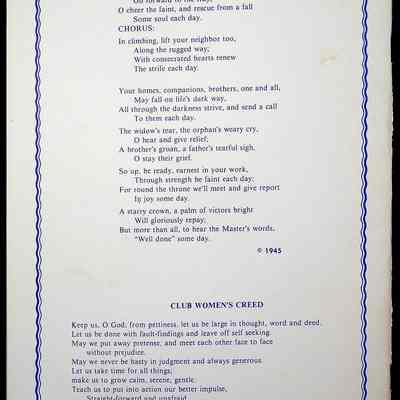 On forward to the fray,
O cheer the faint, and rescue from a fall
Some soul each day.
CHORUS:
In climbing, lift your neighbor too,
Along the rugged way;
With consecrated hearts renew
The strife each day.
Your homes, companions, brothers, one and all,
May fall on life's dark way,
All through the darkness strive, and send a call
To them each day.
The widow's tear, the orphan's weary cry,
O hear and give relief;
A brother's groan, a father's tearful sigh,
O stay their grief.
So up, be ready, earnest in your work,
Through strength be faint each day;
For round the throne we'll meet and give report
In joy some day.
A starry crown, a palm of victors bright
Will gloriously repay;
But more than all, to hear the Master's words,
"Well done" some day.
© 1945
CLUB WOMEN'S CREED
Keep us, O God, from pettiness, let us be large in thought, word and deed.
Let us be done with fault-findings and leave off self seeking.
May we put away pretense, and meet each other face to face
without prejudice.
May we never be hasty in judgment and always generous.
Let us take time for all things;
make us to grow calm, serene, gentle.
Teach us to put into action our better impulse,
Straight-forward and unafraid.